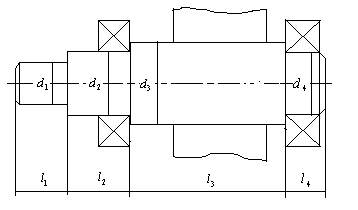 d₁ d₂ d₃ d₄
l₁ l₂ l₃ l₄